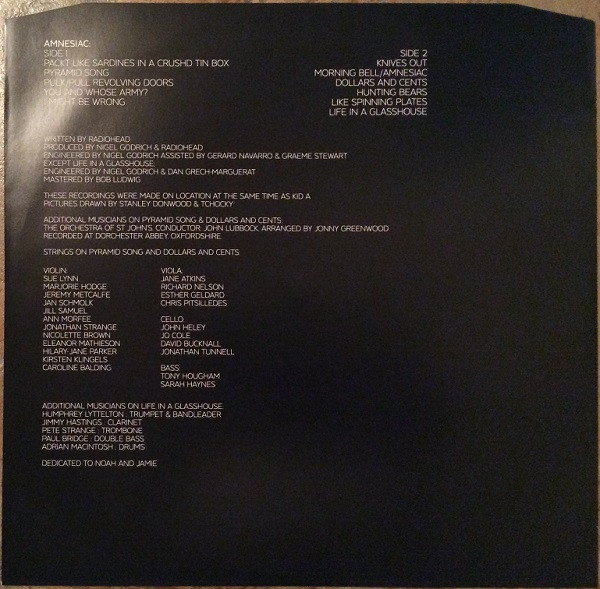 AMNESIAC:
SIDE 1
PACKT LIKE SARDINES IN A CRUSHD TIN BOX
PYRAMID SONG
PULK/PULL REVOLVING DOORS
YOU AND WHOSE ARMY?
I MIGHT BE WRONG
SIDE 2
KNIVES OUT
MORNING BELL/AMNESIAC
DOLLARS AND CENTS
HUNTING BEARS
LIKE SPINNING PLATES
LIFE IN A GLASSHOUSE
WRITTEN BY RADIOHEAD
PRODUCED BY NIGEL GODRICH & RADIOHEAD
ENGINEERED BY NIGEL GODRICH ASSISTED BY GERARD NAVARRO & GRAEME STEWART
EXCEPT LIFE IN A GLASSHOUSE,
ENGINEERED BY NIGEL GODRICH & DAN GRECH-MARGUERAT
MASTERED BY BOB LUDWIG
THESE RECORDINGS WERE MADE ON LOCATION AT THE SAME TIME AS KID A
PICTURES DRAWN BY STANLEY DONWOOD & TCHOCKY
ADDITIONAL MUSICIANS ON PYRAMID SONG & DOLLARS AND CENTS:
THE ORCHESTRA OF ST JOHN'S. CONDUCTOR: JOHN LUBBOCK. ARRANGED BY JONNY GREENWOOD
RECORDED AT DORCHESTER ABBEY, OXFORDSHIRE.
STRINGS ON PYRAMID SONG AND DOLLARS AND CENTS:
VIOLIN:
SUE LYNN
MARJORIE HODGE
JEREMY METCALFE
JAN SCHMOLK
JILL SAMUEL
ANN MORFEE
JONATHAN STRANGE
NICOLETTE BROWN
ELEANOR MATHIESON
HILARY-JANE PARKER
KIRSTEN KLINGELS
CAROLINE BALDING
VIOLA:
JANE ATKINS
RICHARD NELSON
ESTHER GELDARD
CHRIS PITSILLEDES
CELLO:
JOHN HELEY
JO COLE
DAVID BUCKNALL
JONATHAN TUNNELL
BASS:
TONY HOUGHAM
SARAH HAYNES
ADDITIONAL MUSICIANS ON LIFE IN A GLASSHOUSE:
HUMPHREY LYTTELTON : TRUMPET & BANDLEADER
JIMMY HASTINGS : CLARINET
PETE STRANGE : TROMBONE
PAUL BRIDGE : DOUBLE BASS
ADRIAN MACINTOSH : DRUMS
DEDICATED TO NOAH AND JAMIE